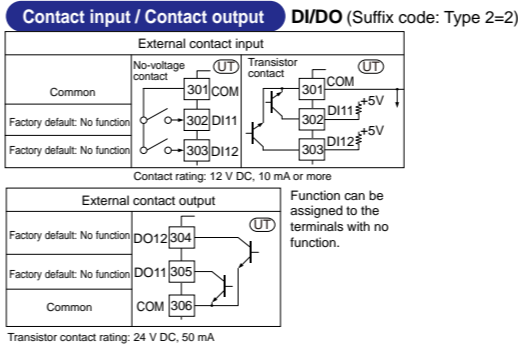 Contact input / Contact output DI/DO (Suffix code: Type 2=2)
External contact input
No-voltage contact UT Transistor contact UT
Common 301 COM 301 COM
Factory default: No function 302 DI11 302 DI11 +5V
Factory default: No function 303 DI12 303 DI12 +5V
Contact rating: 12 V DC, 10 mA or more
External contact output
UT
Factory default: No function DO12 304
Factory default: No function DO11 305
Common COM 306
Transistor contact rating: 24 V DC, 50 mA
Function can be
assigned to the
terminals with no
function.